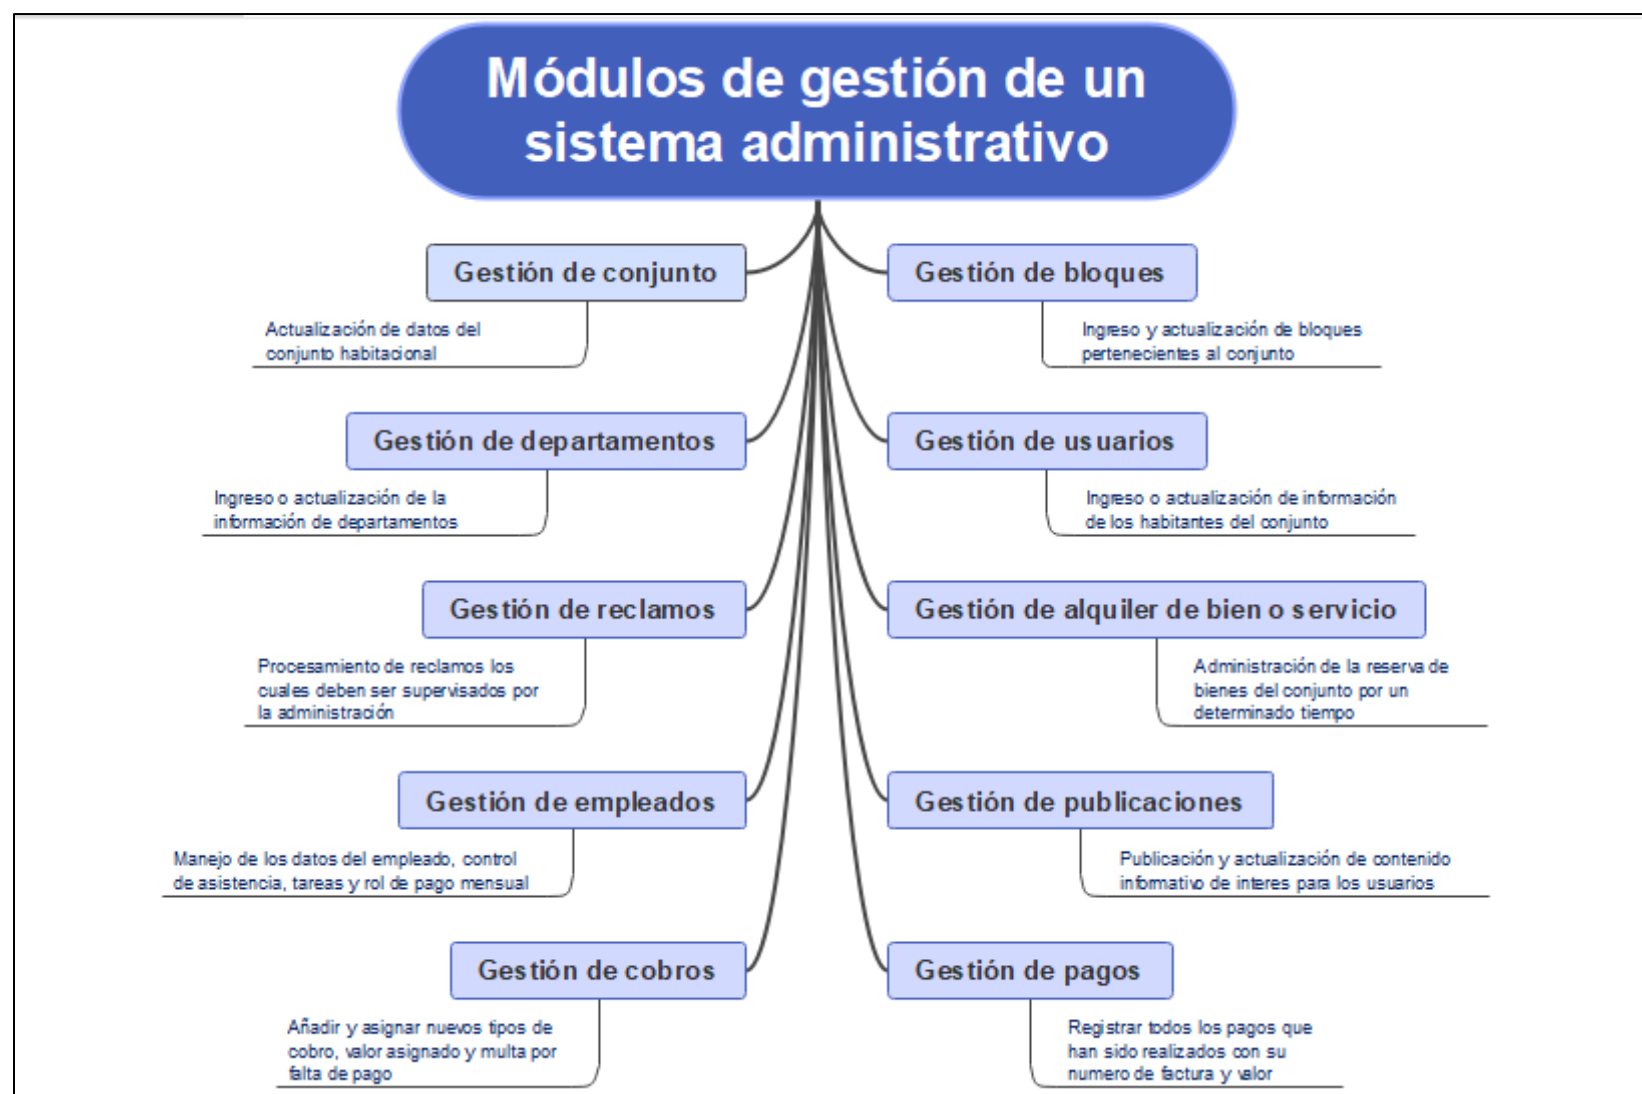 Módulos de gestión de un
sistema administrativo
Gestión de conjunto
Actualización de datos del
conjunto habitacional
Gestión de bloques
Ingreso y actualización de bloques
pertenecientes al conjunto
Gestión de departamentos
Ingreso o actualización de la
información de departamentos
Gestión de usuarios
Ingreso o actualización de información
de los habitantes del conjunto
Gestión de reclamos
Procesamiento de reclamos los
cuales deben ser supervisados por
la administración
Gestión de alquiler de bien o servicio
Administración de la reserva de
bienes del conjunto por un
determinado tiempo
Gestión de empleados
Manejo de los datos del empleado, control
de asistencia, tareas y rol de pago mensual
Gestión de publicaciones
Publicación y actualización de contenido
informativo de interes para los usuarios
Gestión de cobros
Añadir y asignar nuevos tipos de
cobro, valor asignado y multa por
falta de pago
Gestión de pagos
Registrar todos los pagos que
han sido realizados con su
numero de factura y valor